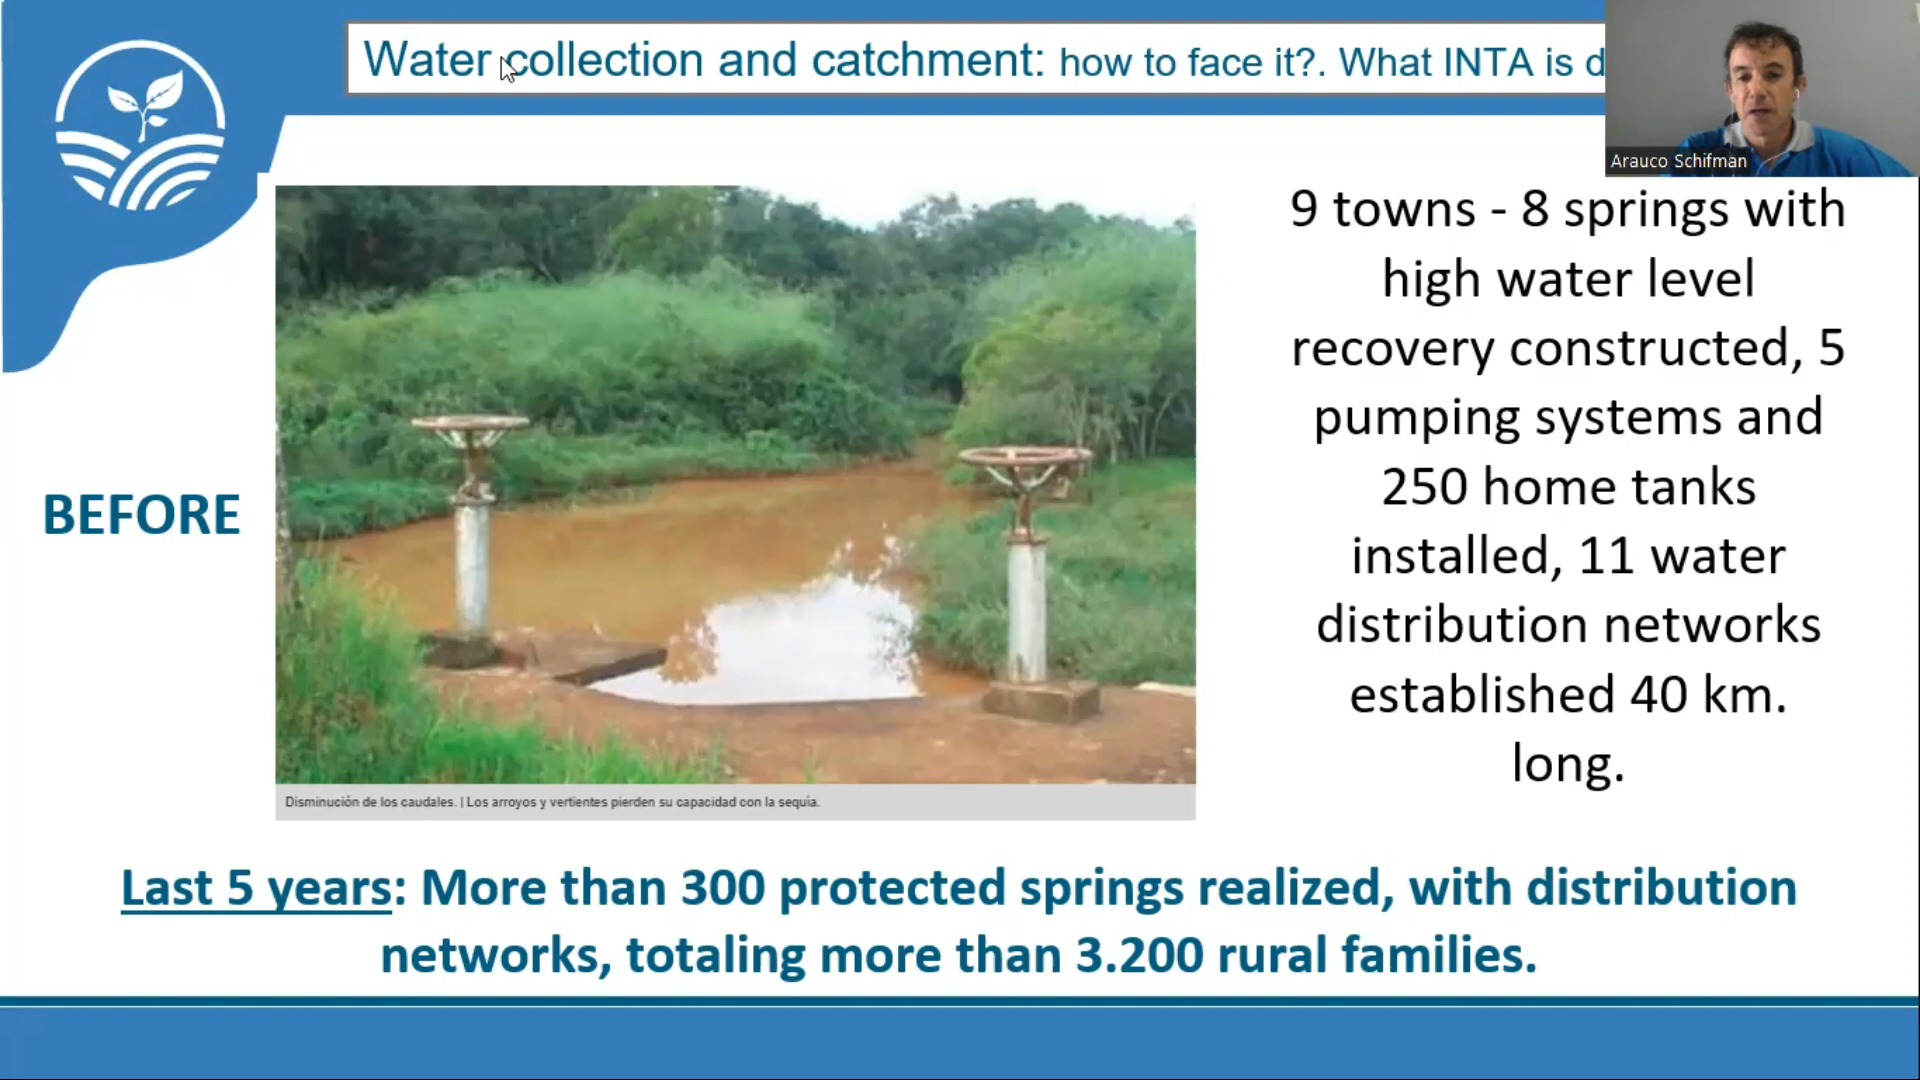 Water collection and catchment: how to face it?. What INTA is d
Arauco Schifman
9 towns - 8 springs with
high water level
recovery constructed, 5
pumping systems and
250 home tanks
installed, 11 water
distribution networks
established 40 km.
long.
BEFORE
Disminución de los caudales. | Los arroyos y vertientes pierden su capacidad con la sequía.
Last 5 years: More than 300 protected springs realized, with distribution
networks, totaling more than 3.200 rural families.